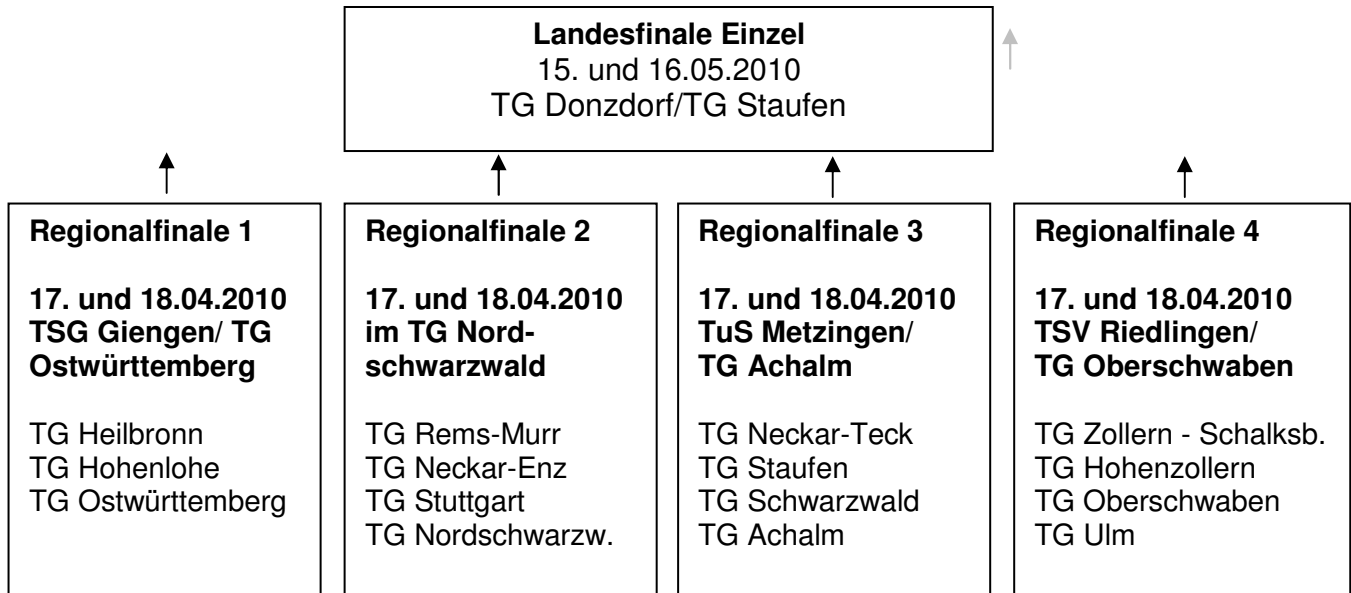 Landesfinale Einzel
15. und 16.05.2010
TG Donzdorf/TG Staufen
Regionalfinale 1
17. und 18.04.2010
TSG Giengen/ TG
Ostwürttemberg
TG Heilbronn
TG Hohenlohe
TG Ostwürttemberg
Regionalfinale 2
17. und 18.04.2010
im TG Nord-
schwarzwald
TG Rems-Murr
TG Neckar-Enz
TG Stuttgart
TG Nordschwarzw.
Regionalfinale 3
17. und 18.04.2010
TuS Metzingen/
TG Achalm
TG Neckar-Teck
TG Staufen
TG Schwarzwald
TG Achalm
Regionalfinale 4
17. und 18.04.2010
TSV Riedlingen/
TG Oberschwaben
TG Zollern - Schalksb.
TG Hohenzollern
TG Oberschwaben
TG Ulm